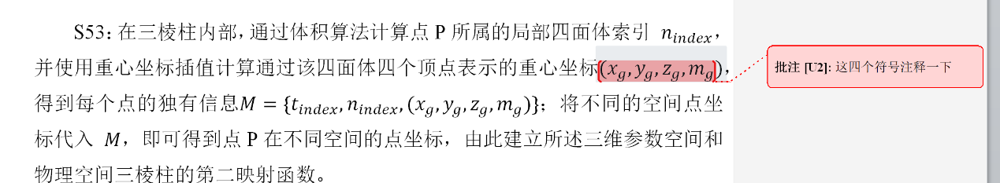 S53：在三棱柱内部，通过体积算法计算点 P 所属的局部四面体索引 n_index，
并使用重心坐标插值计算通过该四面体四个顶点表示的重心坐标(x_g, y_g, z_g, m_g)，
批注 [U2]: 这四个符号注释一下
得到每个点的独有信息M = {t_index, n_index, (x_g, y_g, z_g, m_g)}；将不同的空间点坐
标代入 M，即可得到点 P 在不同空间的点坐标，由此建立所述三维参数空间和
物理空间三棱柱的第二映射函数。